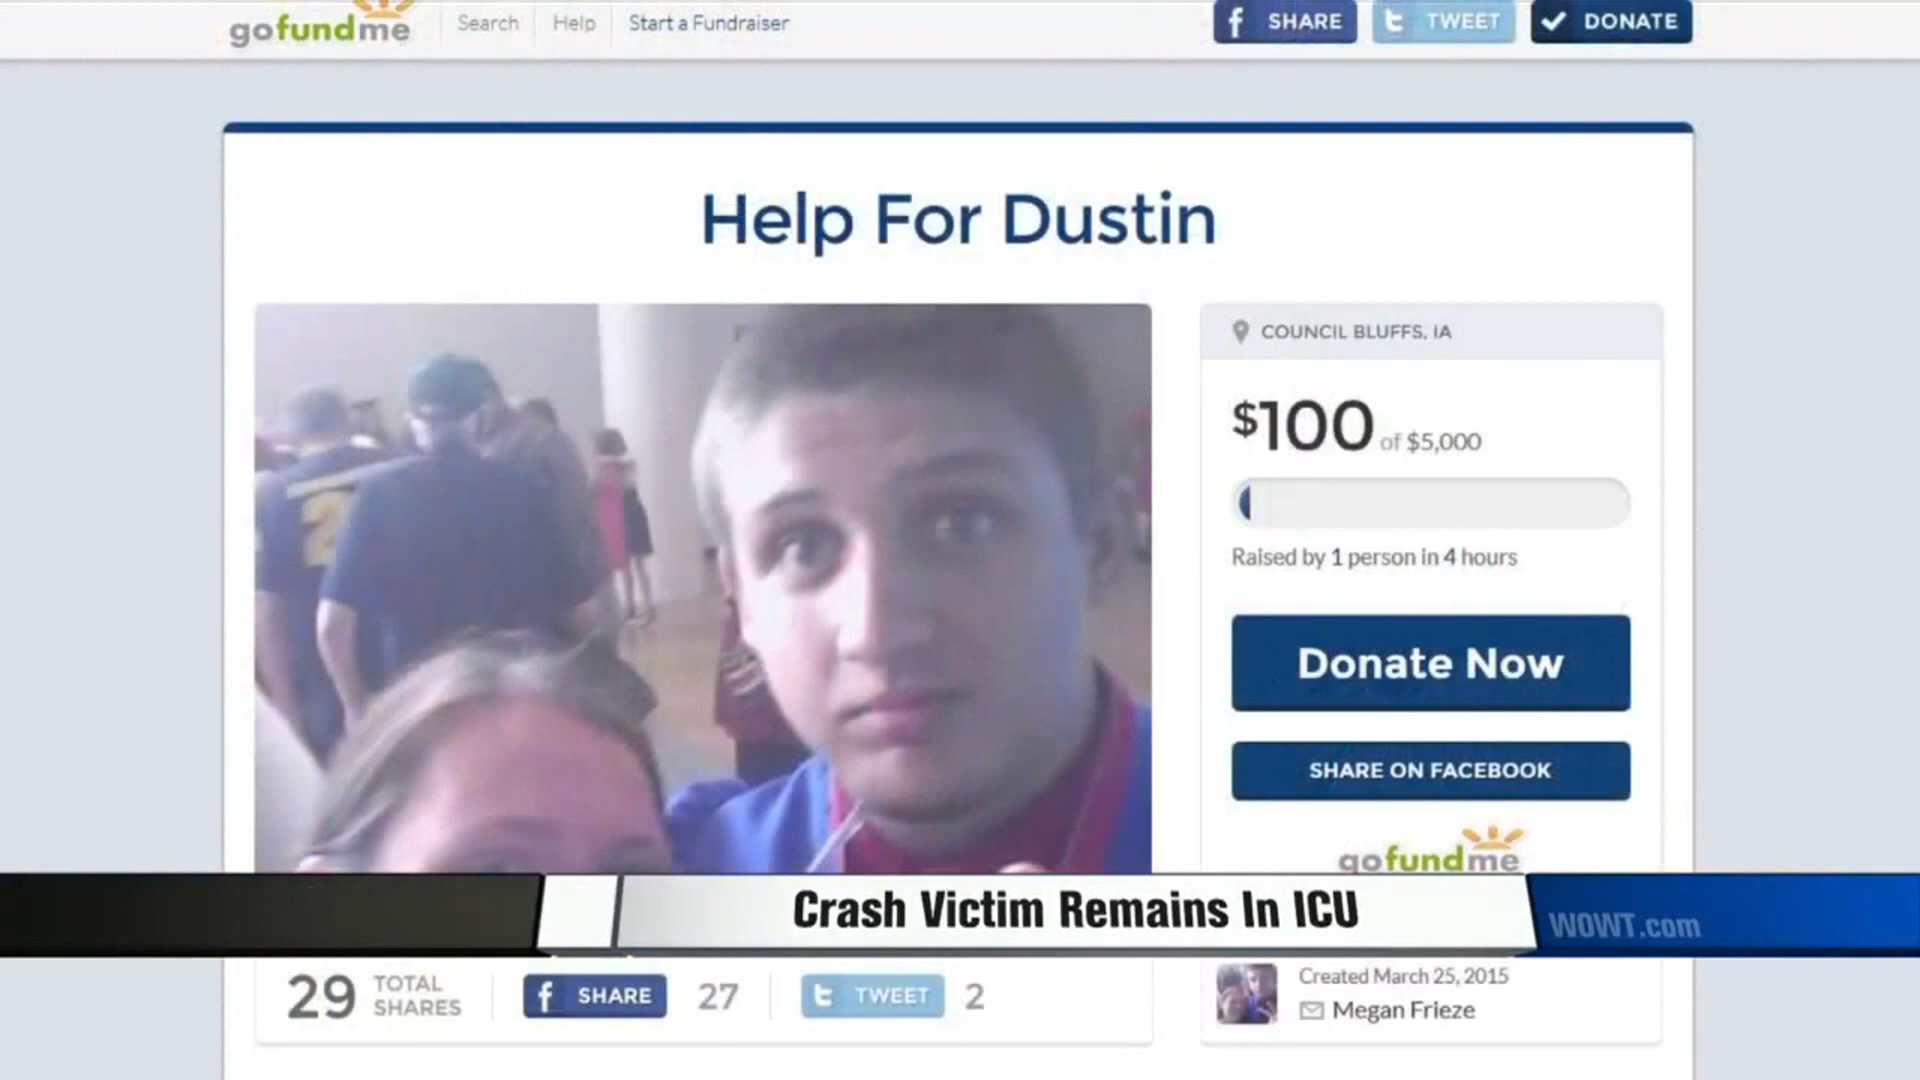 gofundme
Search
Help
Start a Fundraiser
SHARE
TWEET
DONATE
Help For Dustin
2
COUNCIL BLUFFS, IA
$100 of $5,000
Raised by 1 person in 4 hours
Donate Now
SHARE ON FACEBOOK
gofundme
Crash Victim Remains In ICU
WOWT.com
29 TOTAL SHARES
SHARE 27
TWEET 2
Created March 25, 2015
Megan Frieze